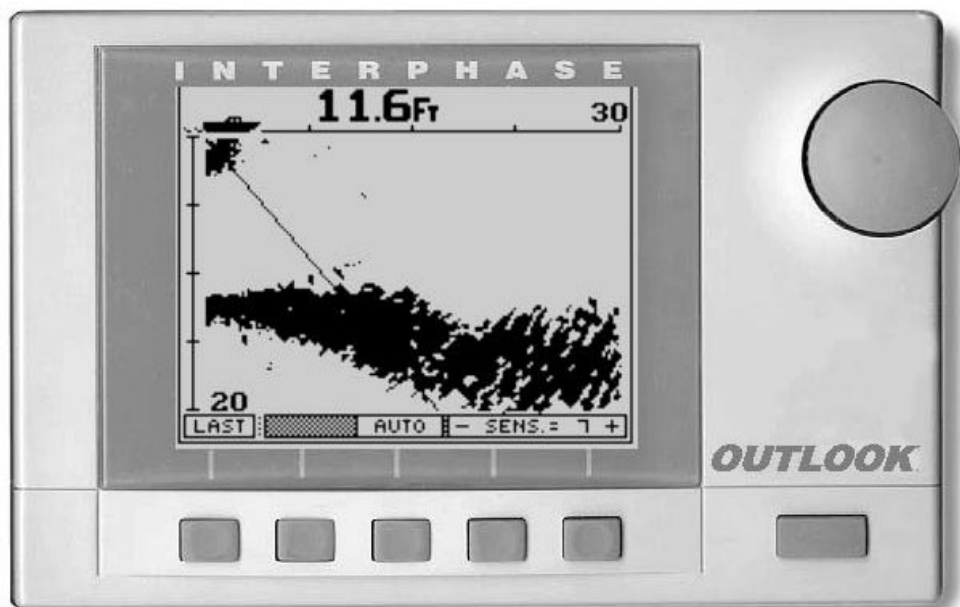 INTERPHASE
11.6FT 30
20
LAST AUTO - SENS.= 7 +
OUTLOOK